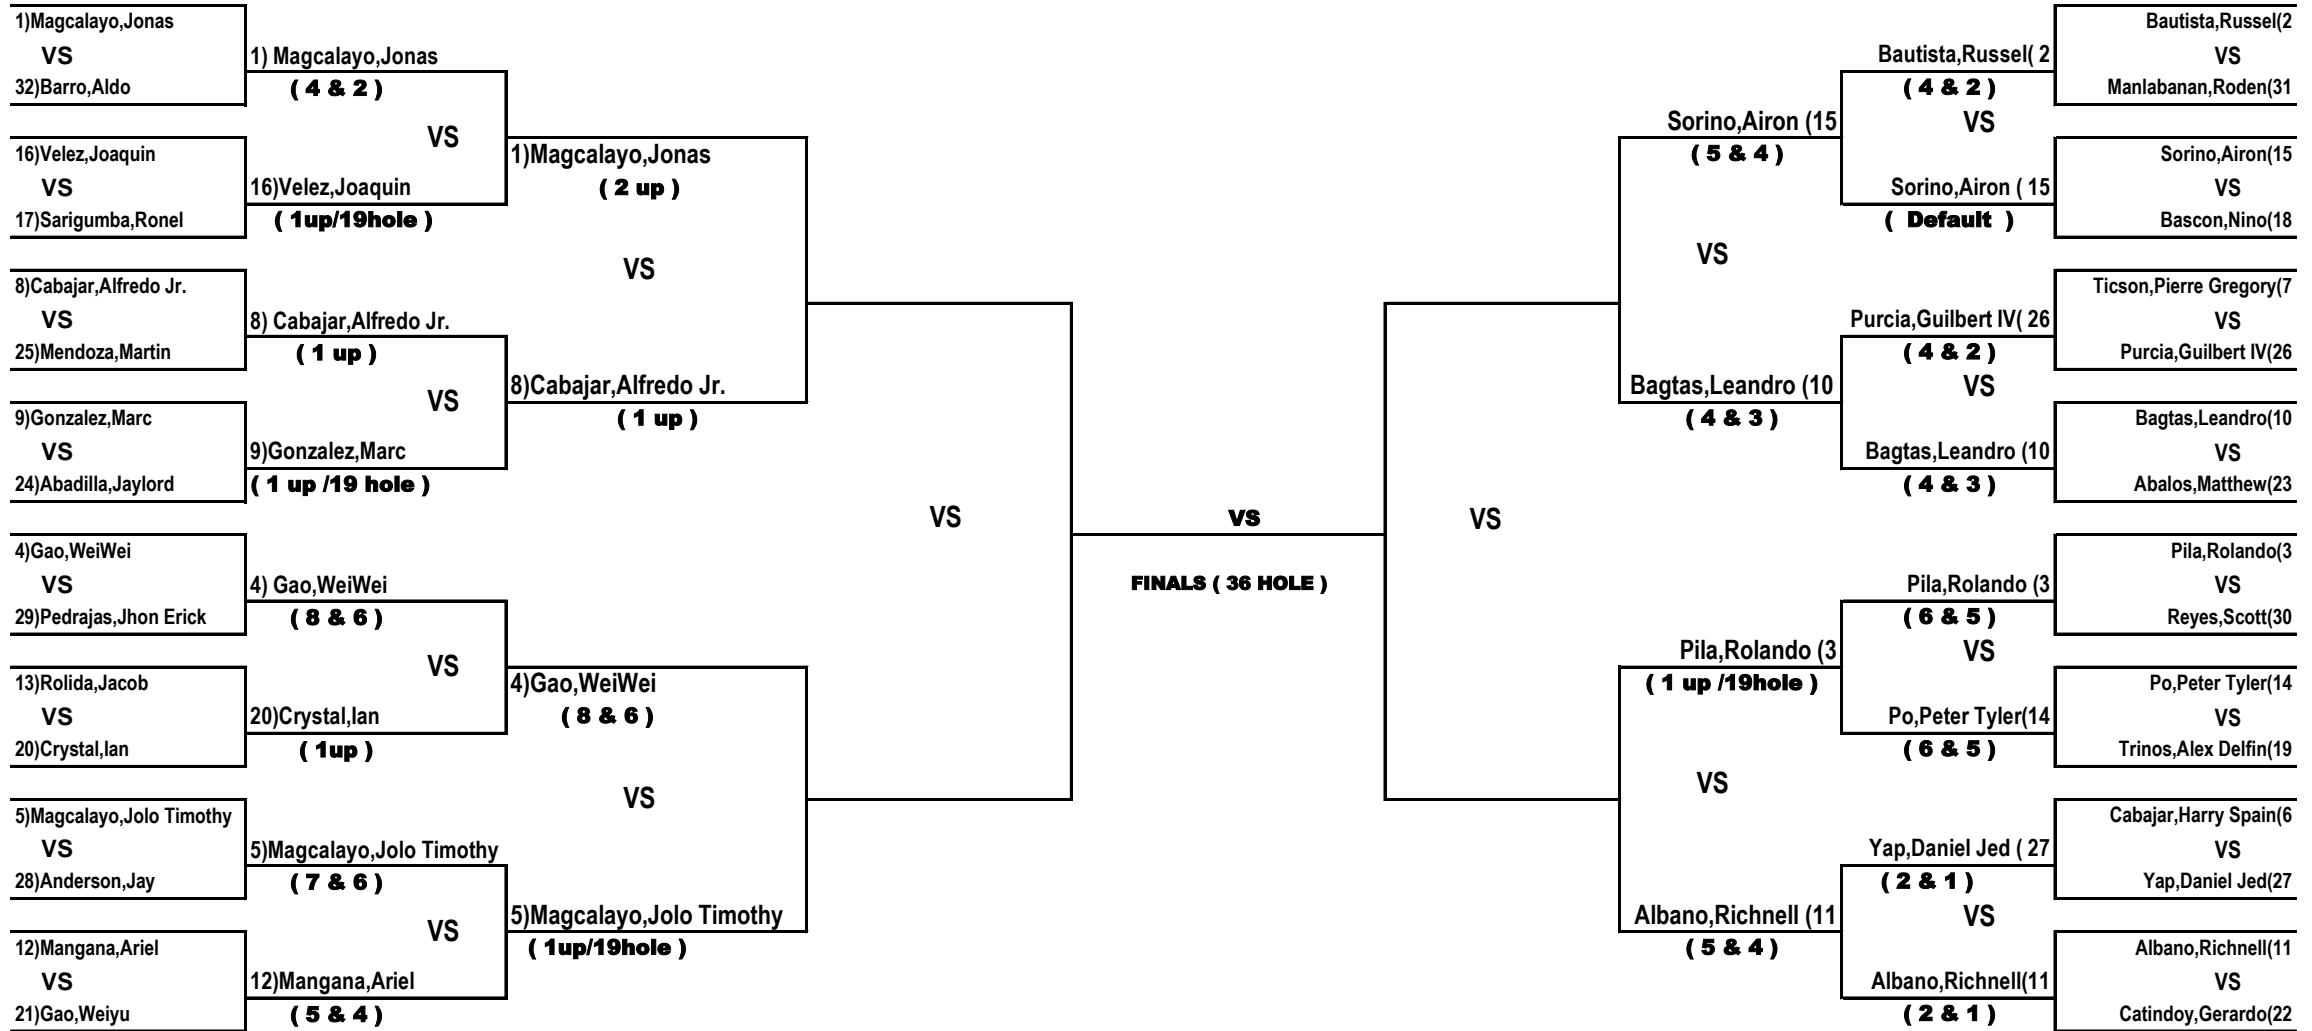 1)Magcalayo,Jonas
VS
32)Barro,Aldo
16)Velez,Joaquin
VS
17)Sarigumba,Ronel
8)Cabajar,Alfredo Jr.
VS
25)Mendoza,Martin
9)Gonzalez,Marc
VS
24)Abadilla,Jaylord
4)Gao,WeiWei
VS
29)Pedrajas,Jhon Erick
13)Rolida,Jacob
VS
20)Crystal,Ian
5)Magcalayo,Jolo Timothy
VS
28)Anderson,Jay
12)Mangana,Ariel
VS
21)Gao,Weiyu
1) Magcalayo,Jonas
( 4 & 2 )
VS
16)Velez,Joaquin
( 1up/19hole )
8) Cabajar,Alfredo Jr.
( 1 up )
VS
9)Gonzalez,Marc
( 1 up /19 hole )
4) Gao,WeiWei
( 8 & 6 )
VS
20)Crystal,Ian
( 1up )
5)Magcalayo,Jolo Timothy
( 7 & 6 )
VS
12)Mangana,Ariel
( 5 & 4 )
1)Magcalayo,Jonas
( 2 up )
VS
8)Cabajar,Alfredo Jr.
( 1 up )
4)Gao,WeiWei
( 8 & 6 )
VS
5)Magcalayo,Jolo Timothy
( 1up/19hole )
VS
VS
FINALS ( 36 HOLE )
VS
Sorino,Airon (15
( 5 & 4 )
VS
Bagtas,Leandro (10
( 4 & 3 )
Pila,Rolando (3
( 1 up /19hole )
VS
Albano,Richnell (11
( 5 & 4 )
Bautista,Russel( 2
( 4 & 2 )
VS
Sorino,Airon ( 15
( Default )
Purcia,Guilbert IV( 26
( 4 & 2 )
VS
Bagtas,Leandro (10
( 4 & 3 )
Pila,Rolando (3
( 6 & 5 )
VS
Po,Peter Tyler(14
( 6 & 5 )
Yap,Daniel Jed ( 27
( 2 & 1 )
VS
Albano,Richnell(11
( 2 & 1 )
Bautista,Russel(2
VS
Manlabanan,Roden(31
Sorino,Airon(15
VS
Bascon,Nino(18
Ticson,Pierre Gregory(7
VS
Purcia,Guilbert IV(26
Bagtas,Leandro(10
VS
Abalos,Matthew(23
Pila,Rolando(3
VS
Reyes,Scott(30
Po,Peter Tyler(14
VS
Trinos,Alex Delfin(19
Cabajar,Harry Spain(6
VS
Yap,Daniel Jed(27
Albano,Richnell(11
VS
Catindoy,Gerardo(22